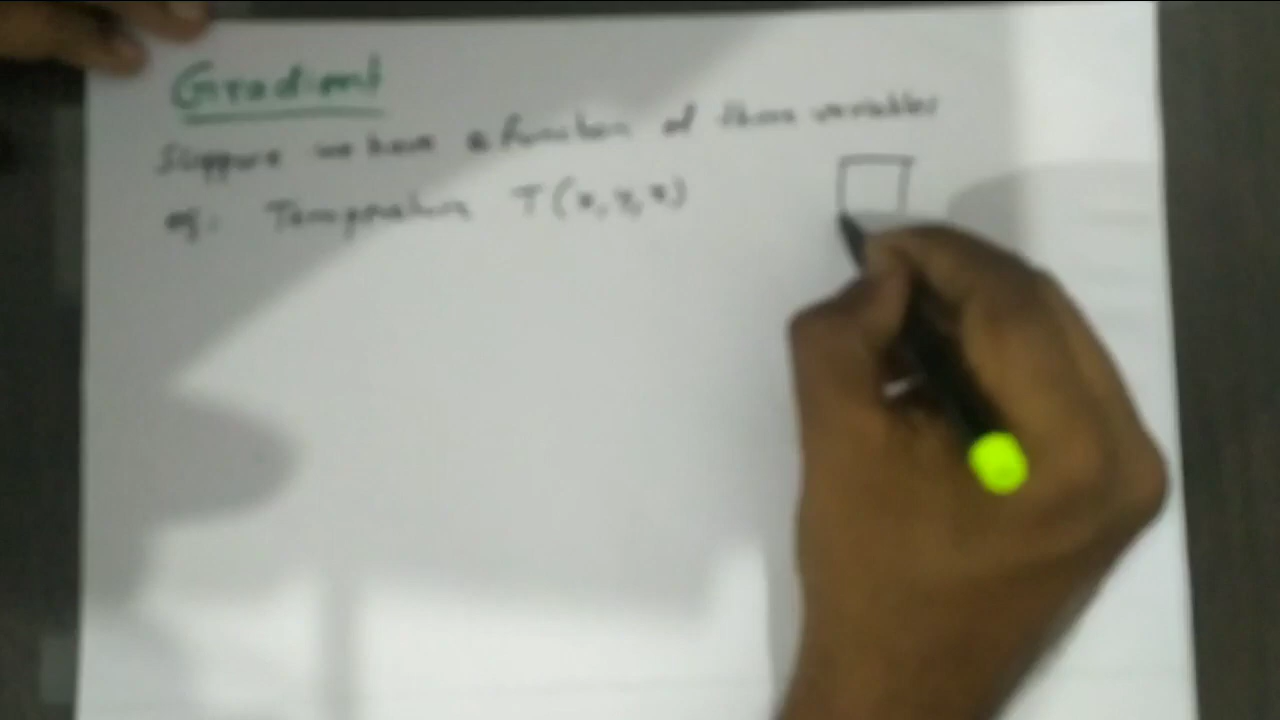 Gradient
Suppose we have a function of three variables
eg: Temperature T(x, y, z)